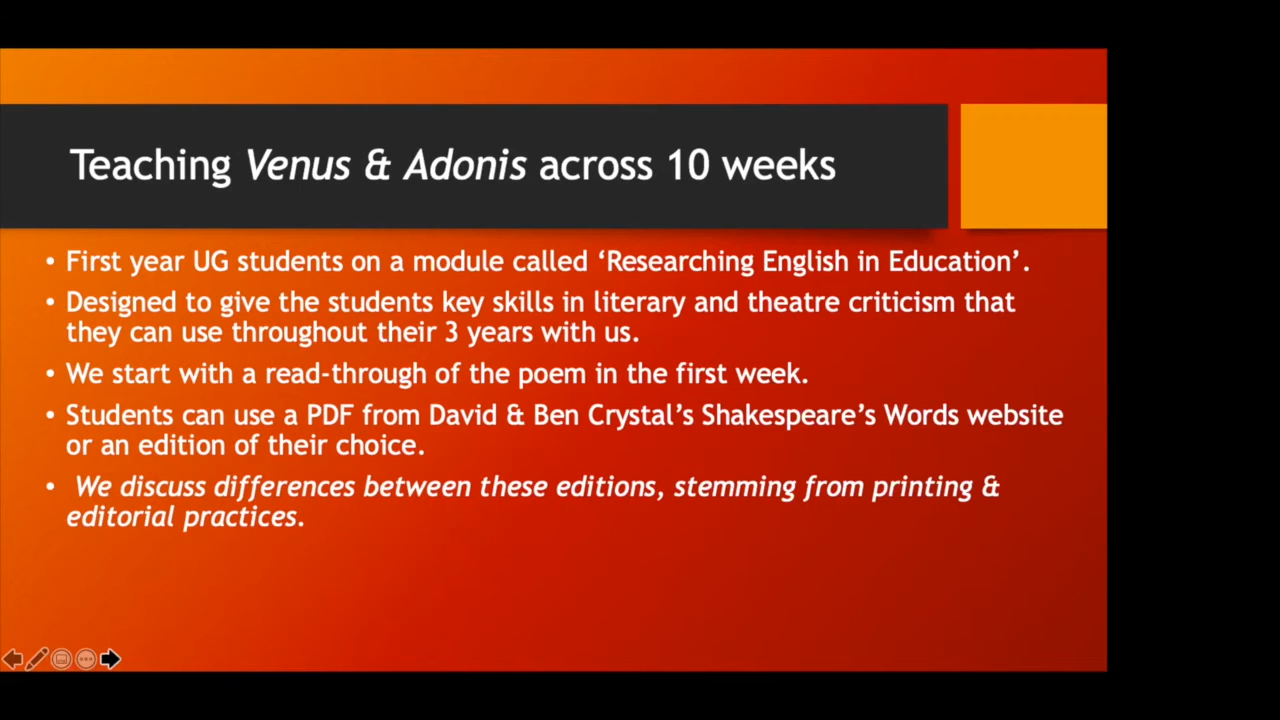 Teaching Venus & Adonis across 10 weeks
• First year UG students on a module called ‘Researching English in Education’.
• Designed to give the students key skills in literary and theatre criticism that
they can use throughout their 3 years with us.
• We start with a read-through of the poem in the first week.
• Students can use a PDF from David & Ben Crystal’s Shakespeare’s Words website
or an edition of their choice.
• We discuss differences between these editions, stemming from printing &
editorial practices.